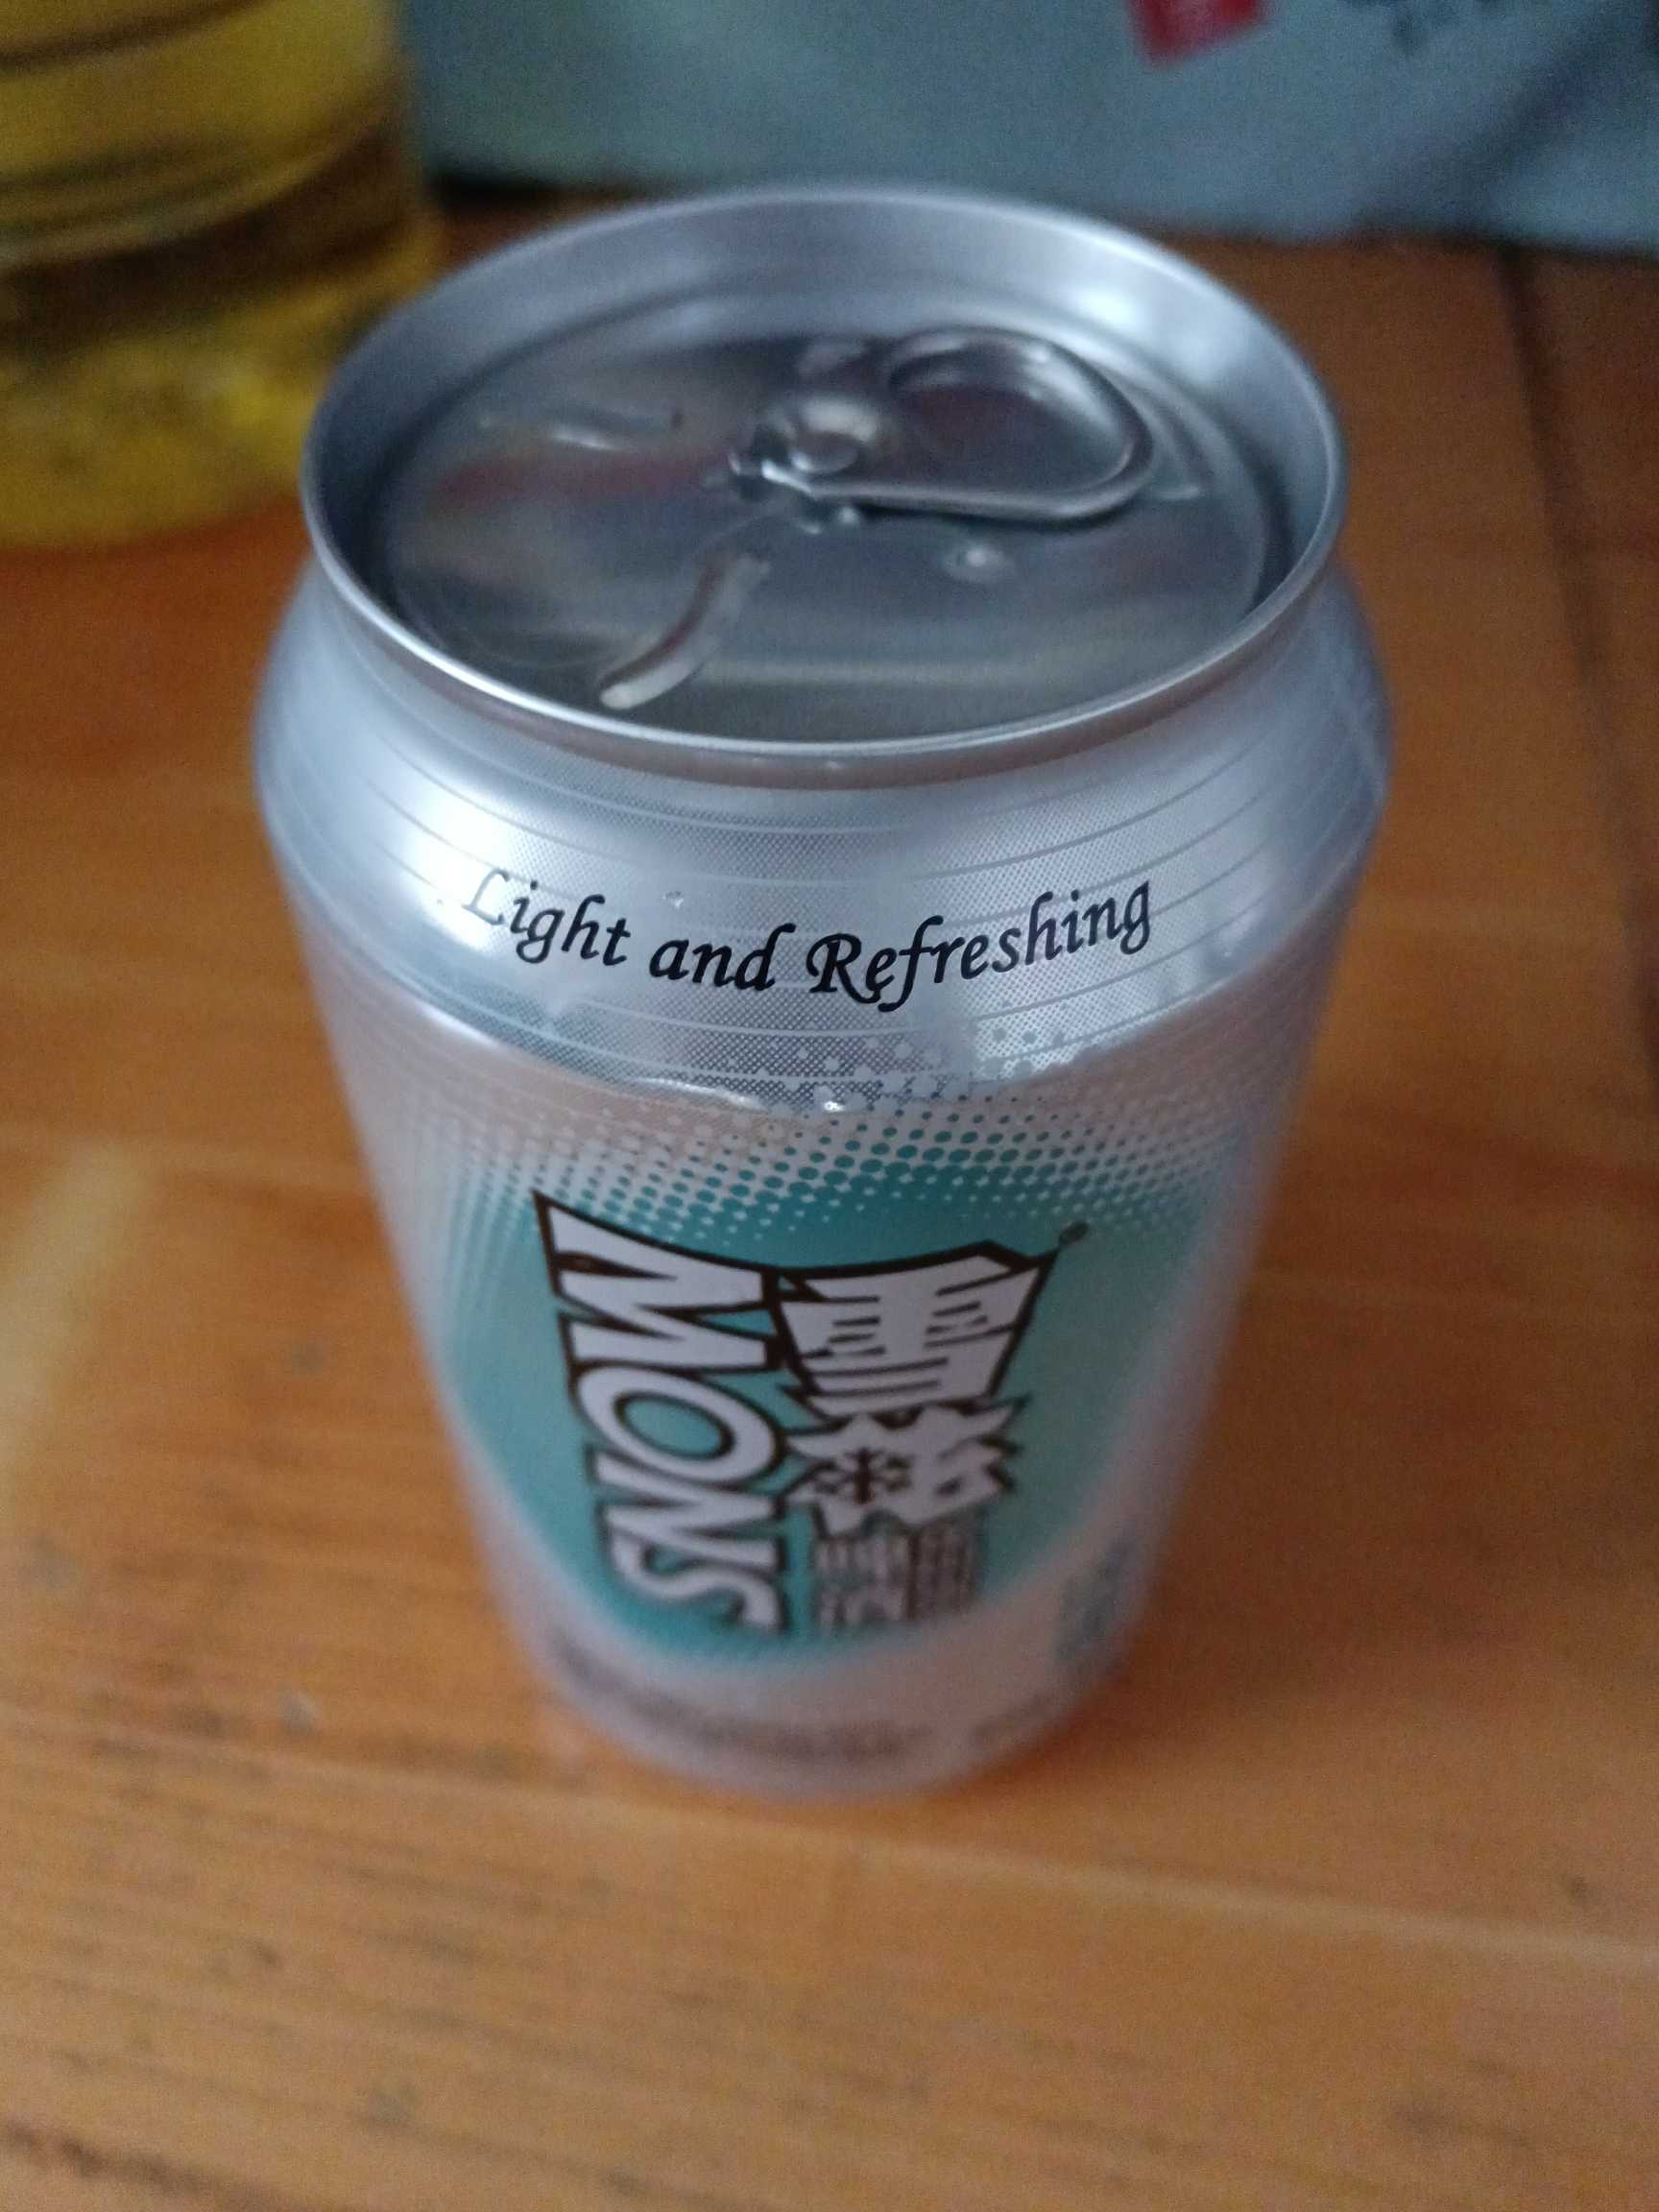 Light and Refreshing
雪花
SNOW